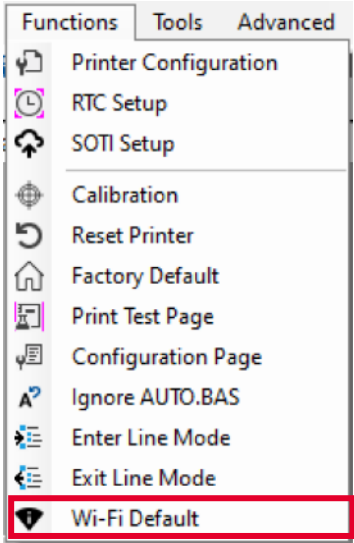 Functions Tools Advanced
Printer Configuration
RTC Setup
SOTI Setup
Calibration
Reset Printer
Factory Default
Print Test Page
Configuration Page
Ignore AUTO.BAS
Enter Line Mode
Exit Line Mode
Wi-Fi Default